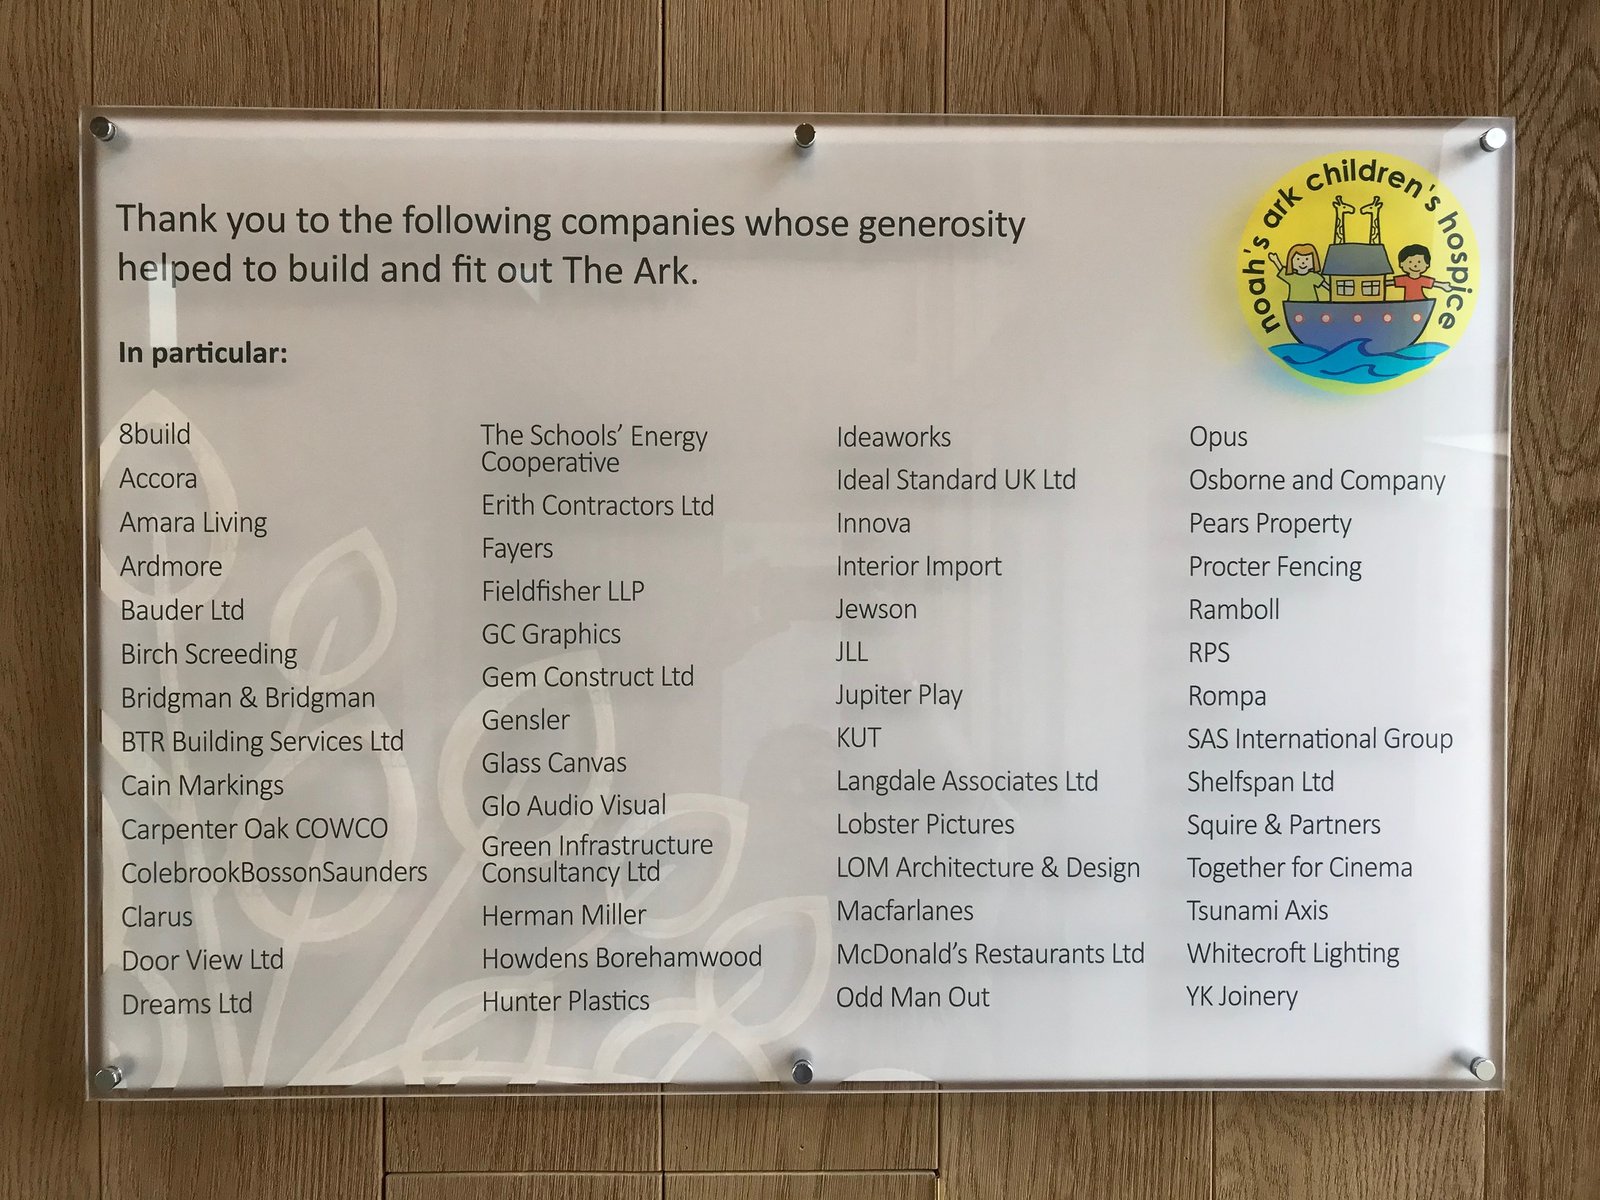 Thank you to the following companies whose generosity
helped to build and fit out The Ark.
noah's ark children's hospice
In particular:
8build
Accora
Amara Living
Ardmore
Bauder Ltd
Birch Screeding
Bridgman & Bridgman
BTR Building Services Ltd
Cain Markings
Carpenter Oak COWCO
ColebrookBossonSaunders
Clarus
Door View Ltd
Dreams Ltd
The Schools’ Energy
Cooperative
Erith Contractors Ltd
Fayers
Fieldfisher LLP
GC Graphics
Gem Construct Ltd
Gensler
Glass Canvas
Glo Audio Visual
Green Infrastructure
Consultancy Ltd
Herman Miller
Howdens Borehamwood
Hunter Plastics
Ideaworks
Ideal Standard UK Ltd
Innova
Interior Import
Jewson
JLL
Jupiter Play
KUT
Langdale Associates Ltd
Lobster Pictures
LOM Architecture & Design
Macfarlanes
McDonald’s Restaurants Ltd
Odd Man Out
Opus
Osborne and Company
Pears Property
Procter Fencing
Ramboll
RPS
Rompa
SAS International Group
Shelfspan Ltd
Squire & Partners
Together for Cinema
Tsunami Axis
Whitecroft Lighting
YK Joinery